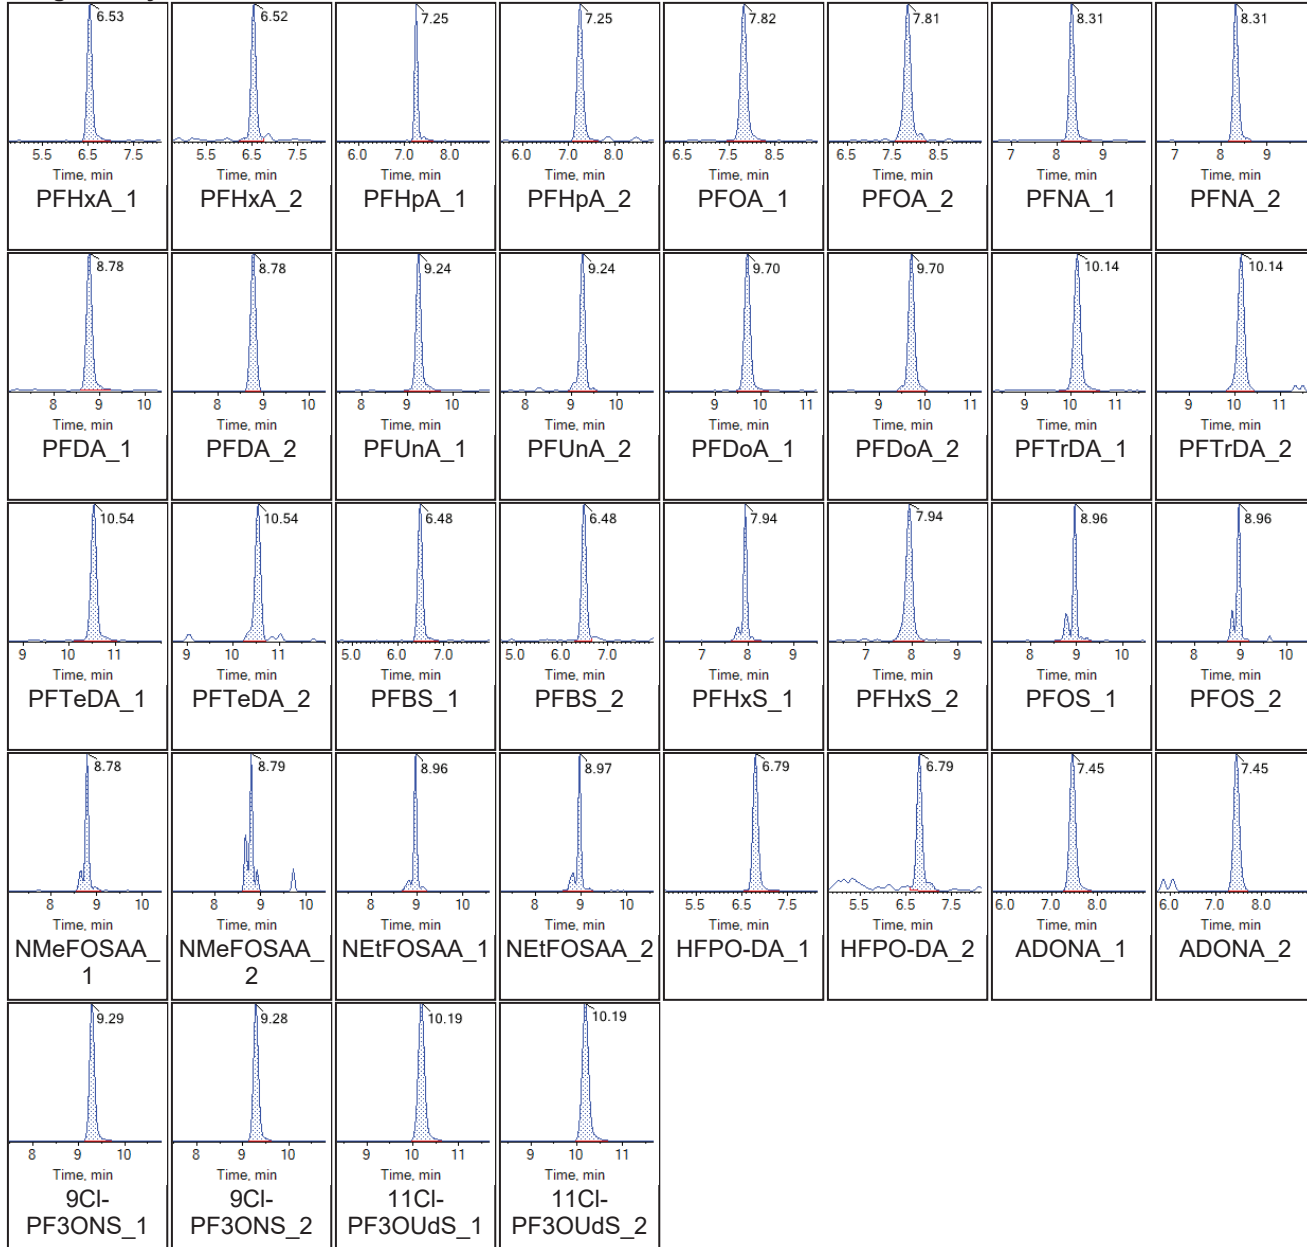 6.53
5.5 6.5 7.5
Time, min
PFHxA_1
6.52
5.5 6.5 7.5
Time, min
PFHxA_2
7.25
6.0 7.0 8.0
Time, min
PFHpA_1
7.25
6.0 7.0 8.0
Time, min
PFHpA_2
7.82
6.5 7.5 8.5
Time, min
PFOA_1
7.81
6.5 7.5 8.5
Time, min
PFOA_2
8.31
7 8 9
Time, min
PFNA_1
8.31
7 8 9
Time, min
PFNA_2
8.78
8 9 10
Time, min
PFDA_1
8.78
8 9 10
Time, min
PFDA_2
9.24
8 9 10
Time, min
PFUnA_1
9.24
8 9 10
Time, min
PFUnA_2
9.70
9 10 11
Time, min
PFDoA_1
9.70
9 10 11
Time, min
PFDoA_2
10.14
9 10 11
Time, min
PFTrDA_1
10.14
9 10 11
Time, min
PFTrDA_2
10.54
9 10 11
Time, min
PFTeDA_1
10.54
9 10 11
Time, min
PFTeDA_2
6.48
5.0 6.0 7.0
Time, min
PFBS_1
6.48
5.0 6.0 7.0
Time, min
PFBS_2
7.94
7 8 9
Time, min
PFHxS_1
7.94
7 8 9
Time, min
PFHxS_2
8.96
8 9 10
Time, min
PFOS_1
8.96
8 9 10
Time, min
PFOS_2
8.78
8 9 10
Time, min
NMeFOSAA_
1
8.79
8 9 10
Time, min
NMeFOSAA_
2
8.96
8 9 10
Time, min
NEtFOSAA_1
8.97
8 9 10
Time, min
NEtFOSAA_2
6.79
5.5 6.5 7.5
Time, min
HFPO-DA_1
6.79
5.5 6.5 7.5
Time, min
HFPO-DA_2
7.45
6.0 7.0 8.0
Time, min
ADONA_1
7.45
6.0 7.0 8.0
Time, min
ADONA_2
9.29
8 9 10
Time, min
9Cl-
PF3ONS_1
9.28
8 9 10
Time, min
9Cl-
PF3ONS_2
10.19
9 10 11
Time, min
11Cl-
PF3OUdS_1
10.19
9 10 11
Time, min
11Cl-
PF3OUdS_2